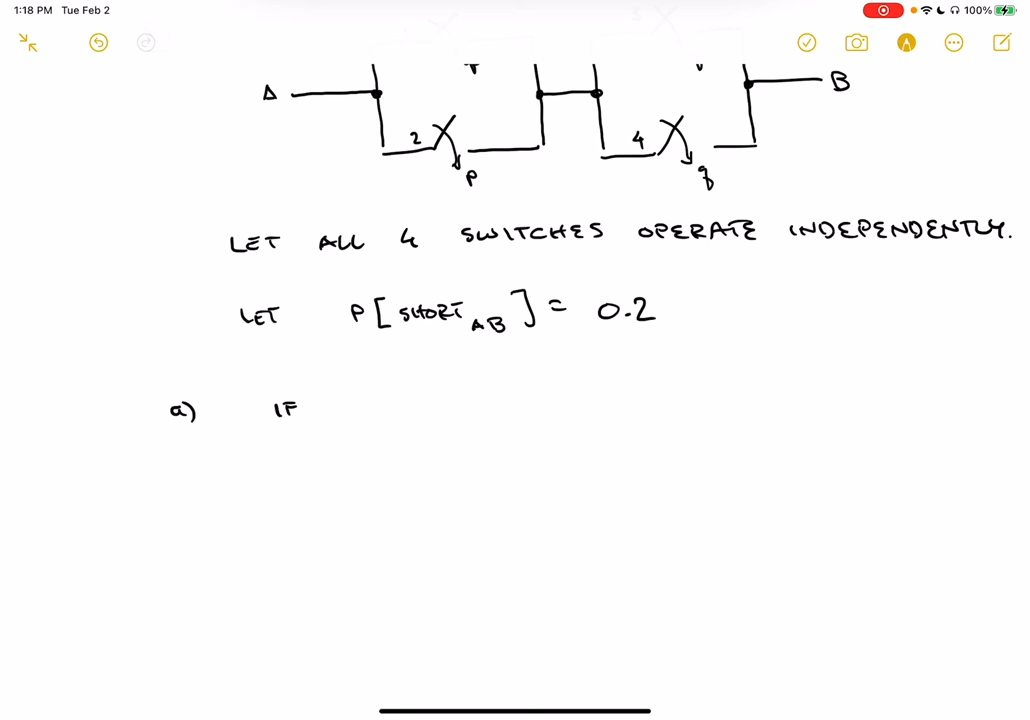 1:18 PM Tue Feb 2 100%
A B
2 4
p q
LET ALL 4 SWITCHES OPERATE INDEPENDENTLY.
LET P[SHORT AB] = 0.2
a) IF